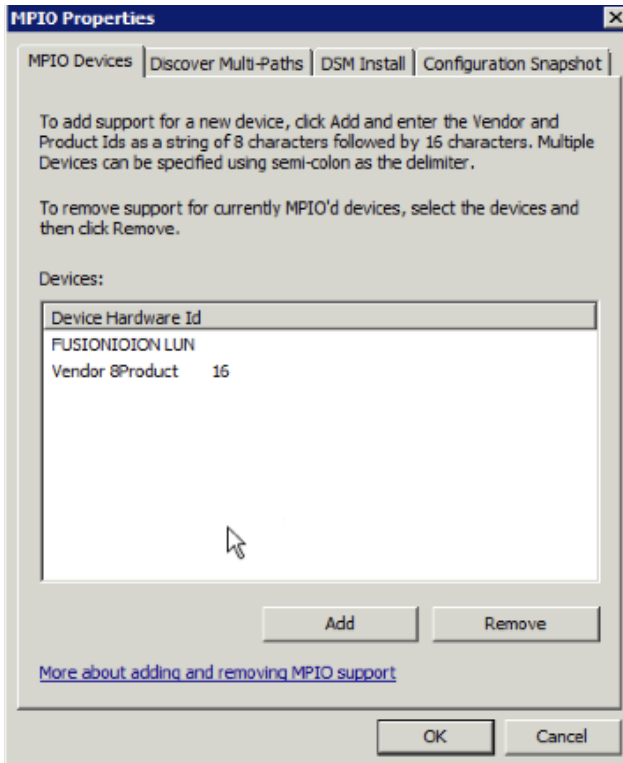 MPIO Properties
MPIO Devices
Discover Multi-Paths
DSM Install
Configuration Snapshot
To add support for a new device, click Add and enter the Vendor and
Product Ids as a string of 8 characters followed by 16 characters. Multiple
Devices can be specified using semi-colon as the delimiter.
To remove support for currently MPIO'd devices, select the devices and
then click Remove.
Devices:
Device Hardware Id
FUSIONIOION LUN
Vendor 8Product 16
Add
Remove
More about adding and removing MPIO support
OK
Cancel